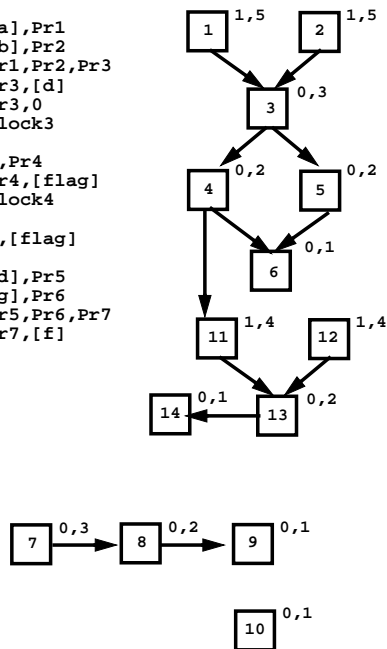 a],Pr1
b],Pr2
r1,Pr2,Pr3
r3,[d]
r3,0
lock3
,Pr4
r4,[flag]
lock4
,[flag]
d],Pr5
g],Pr6
r5,Pr6,Pr7
r7,[f]
1 1,5 2 1,5
3 0,3
4 0,2 5 0,2
6 0,1
11 1,4 12 1,4
14 0,1 13 0,2
7 0,3 8 0,2 9 0,1
10 0,1